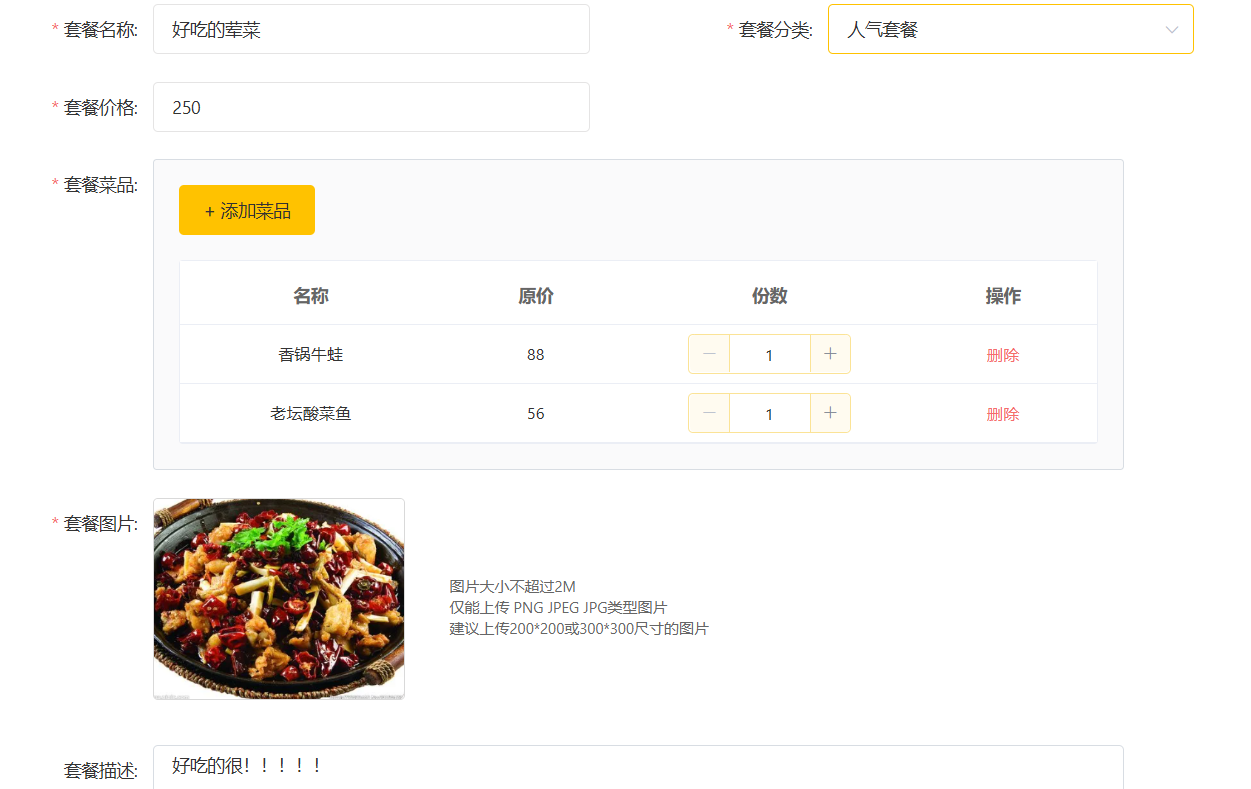 * 套餐名称: 好吃的荤菜 * 套餐分类: 人气套餐
* 套餐价格: 250
* 套餐菜品:
+ 添加菜品
名称 原价 份数 操作
香锅牛蛙 88 1 删除
老坛酸菜鱼 56 1 删除
* 套餐图片:
图片大小不超过2M
仅能上传 PNG JPEG JPG类型图片
建议上传200*200或300*300尺寸的图片
套餐描述: 好吃的很！！！！！